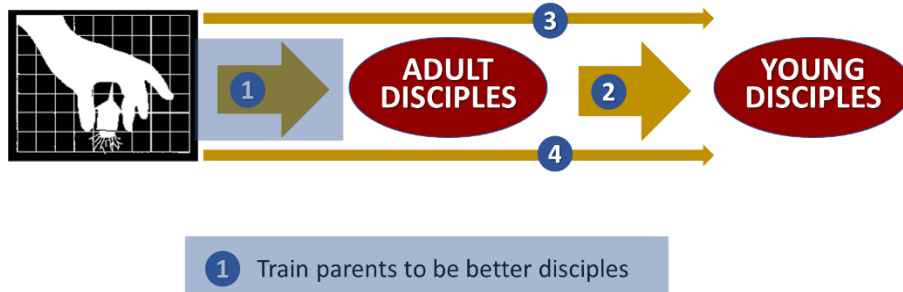 3
1
ADULT
DISCIPLES
2
YOUNG
DISCIPLES
4
1 Train parents to be better disciples